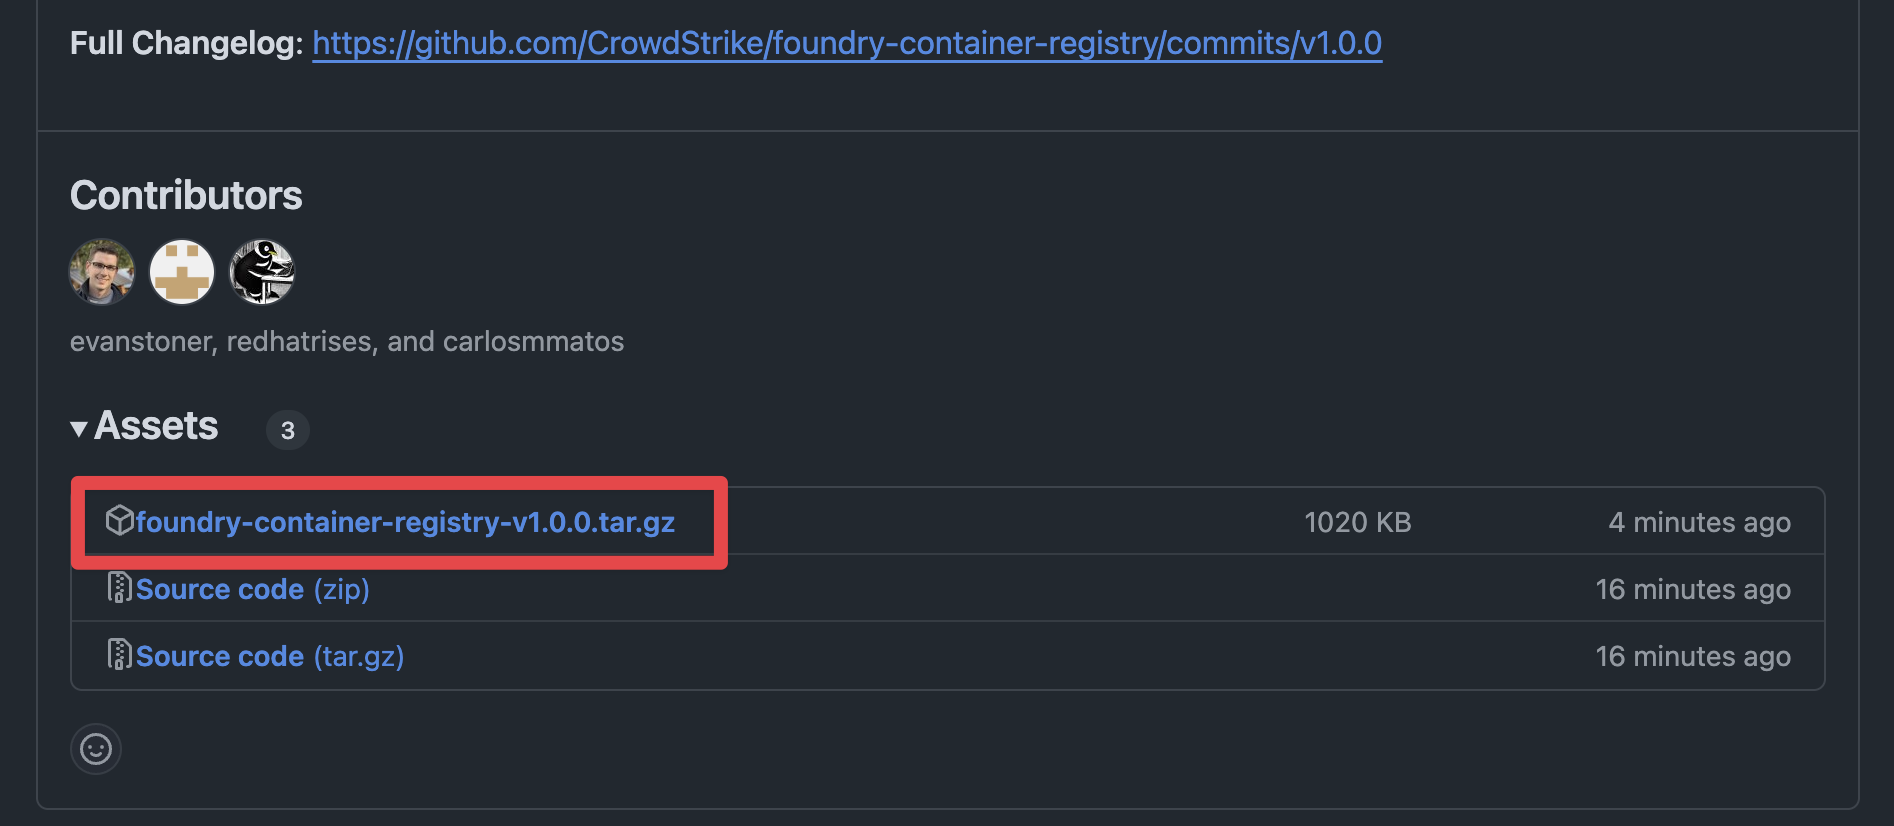 Full Changelog: https://github.com/CrowdStrike/foundry-container-registry/commits/v1.0.0
Contributors
evanstoner, redhatrises, and carlosmmatos
Assets 3
foundry-container-registry-v1.0.0.tar.gz 1020 KB 4 minutes ago
Source code (zip) 16 minutes ago
Source code (tar.gz) 16 minutes ago